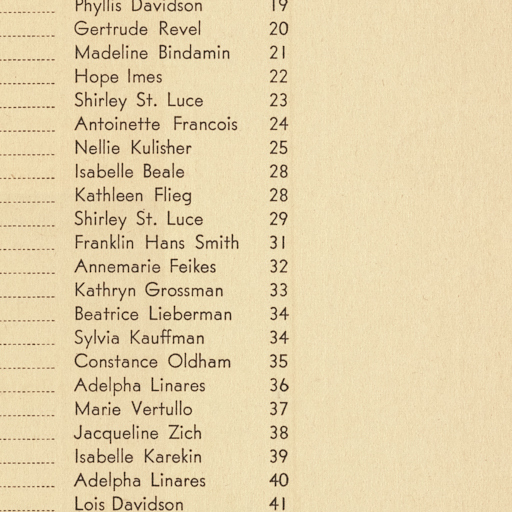 Phyllis Davidson 19
Gertrude Revel 20
Madeline Bindamin 21
Hope Imes 22
Shirley St. Luce 23
Antoinette Francois 24
Nellie Kulisher 25
Isabelle Beale 28
Kathleen Flieg 28
Shirley St. Luce 29
Franklin Hans Smith 31
Annemarie Feikes 32
Kathryn Grossman 33
Beatrice Lieberman 34
Sylvia Kauffman 34
Constance Oldham 35
Adelpha Linares 36
Marie Vertullo 37
Jacqueline Zich 38
Isabelle Karekin 39
Adelpha Linares 40
Lois Davidson 41